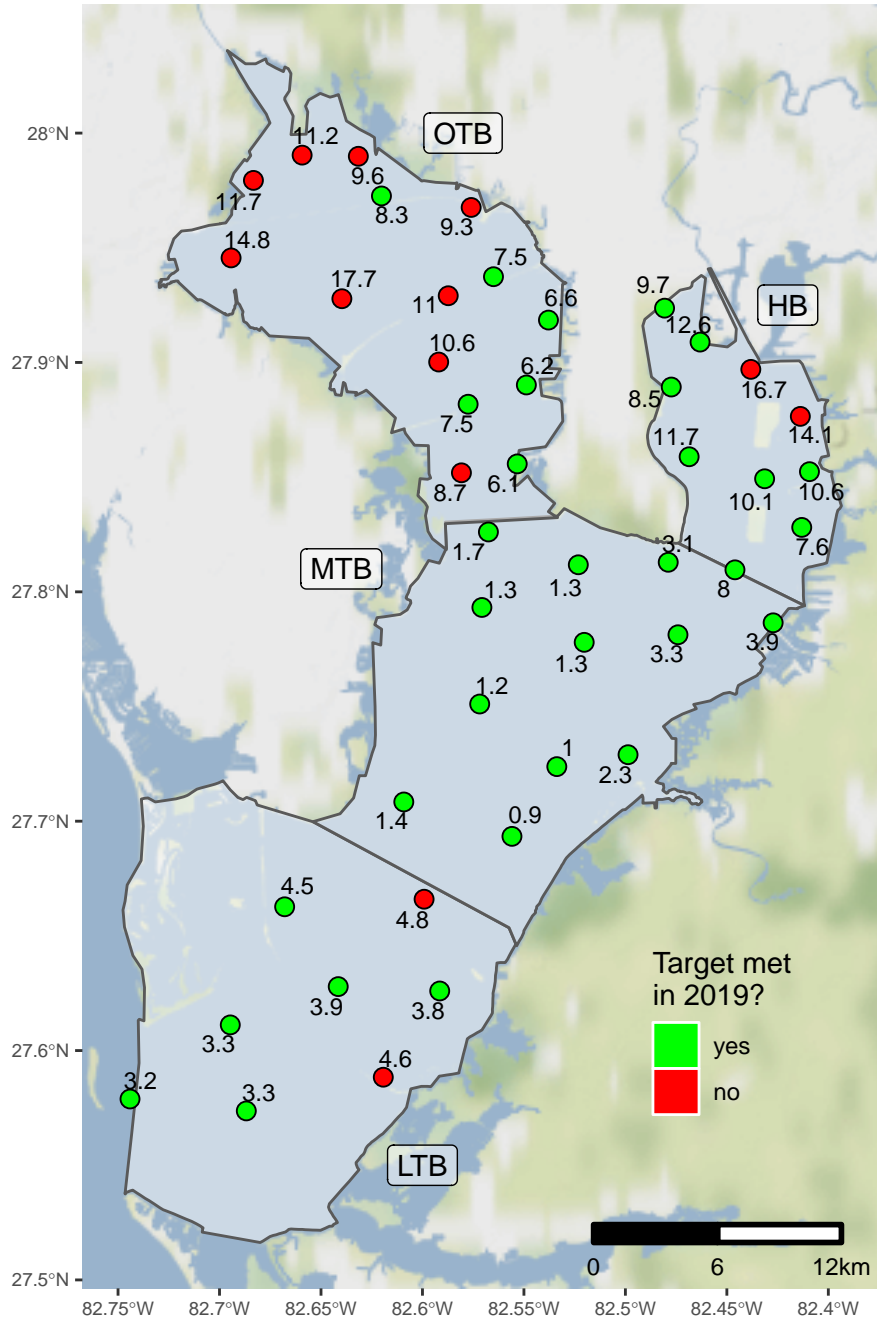 28°N
27.9°N
27.8°N
27.7°N
27.6°N
27.5°N
OTB
11.2
9.6
11.7
8.3
9.3
14.8
7.5
17.7
11
6.6
10.6
6.2
7.5
8.7
6.1
HB
9.7
12.6
16.7
8.5
14.1
11.7
10.1
10.6
7.6
8
MTB
1.7
1.3
3.1
1.3
1.3
3.3
3.9
1.2
1
2.3
1.4
0.9
4.5
4.8
3.9
3.8
3.3
4.6
3.2
3.3
LTB
Target met
in 2019?
yes
no
0 6 12km
82.75°W 82.7°W 82.65°W 82.6°W 82.55°W 82.5°W 82.45°W 82.4°W